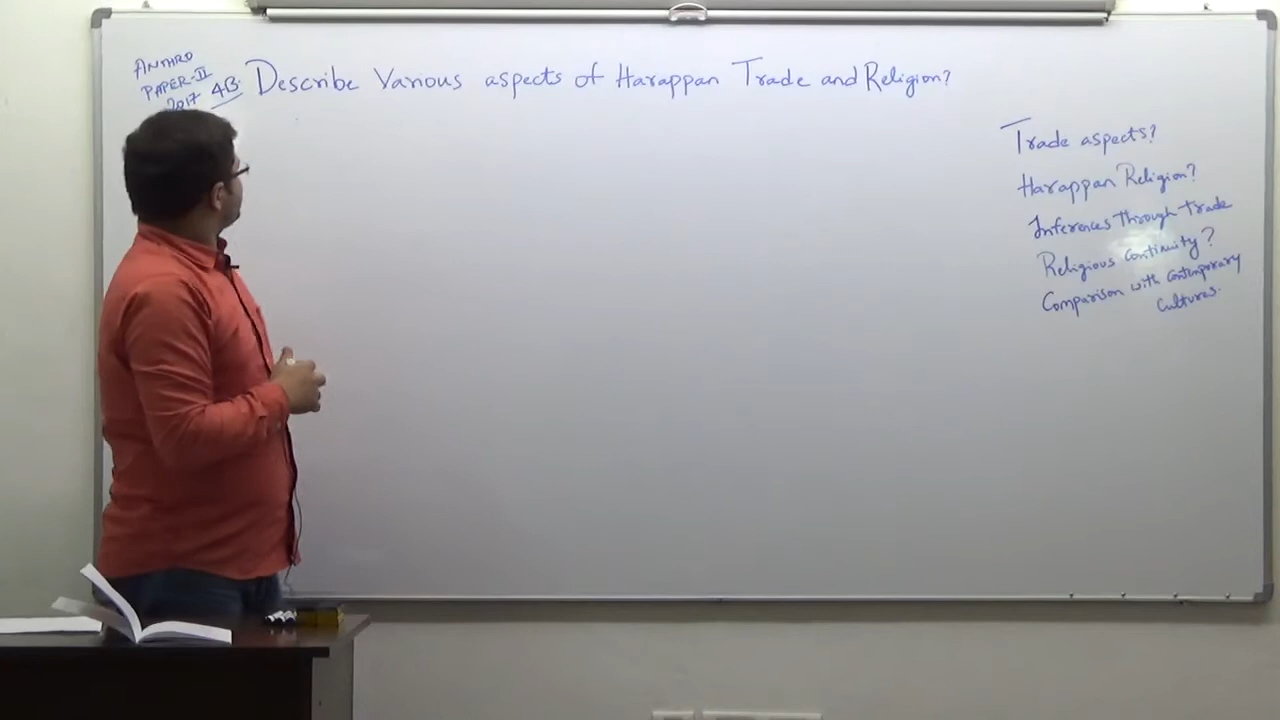 ANTHRO
PAPER-II
2017 4B. Describe Various aspects of Harappan Trade and Religion?
Trade aspects?
Harappan Religion?
Inferences through trade
Religious continuity?
Comparison with contemporary
cultures.